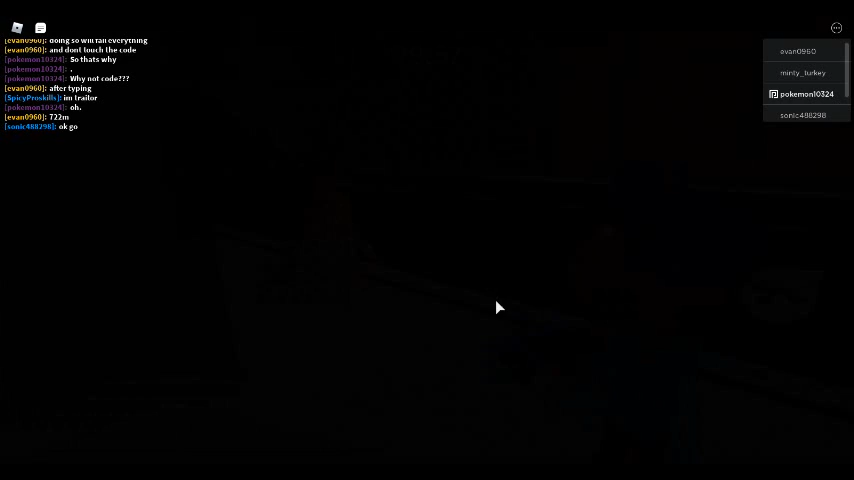 [evan0960]: doing so will fail everything
[evan0960]: and dont touch the code
[pokemon10324]: So thats why
[pokemon10324]: .
[pokemon10324]: Why not code???
[evan0960]: after typing
[SpicyProskills]: im traitor
[pokemon10324]: oh.
[evan0960]: 722m
[sonic488298]: ok go
evan0960
minty_turkey
pokemon10324
sonic488298